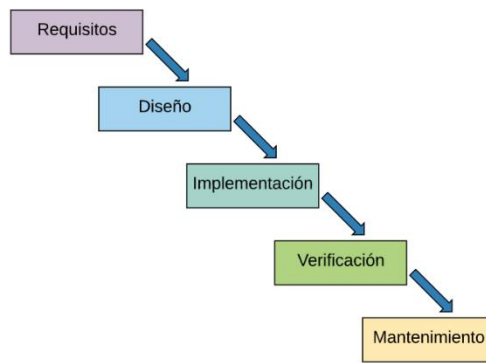 Requisitos
Diseño
Implementación
Verificación
Mantenimiento